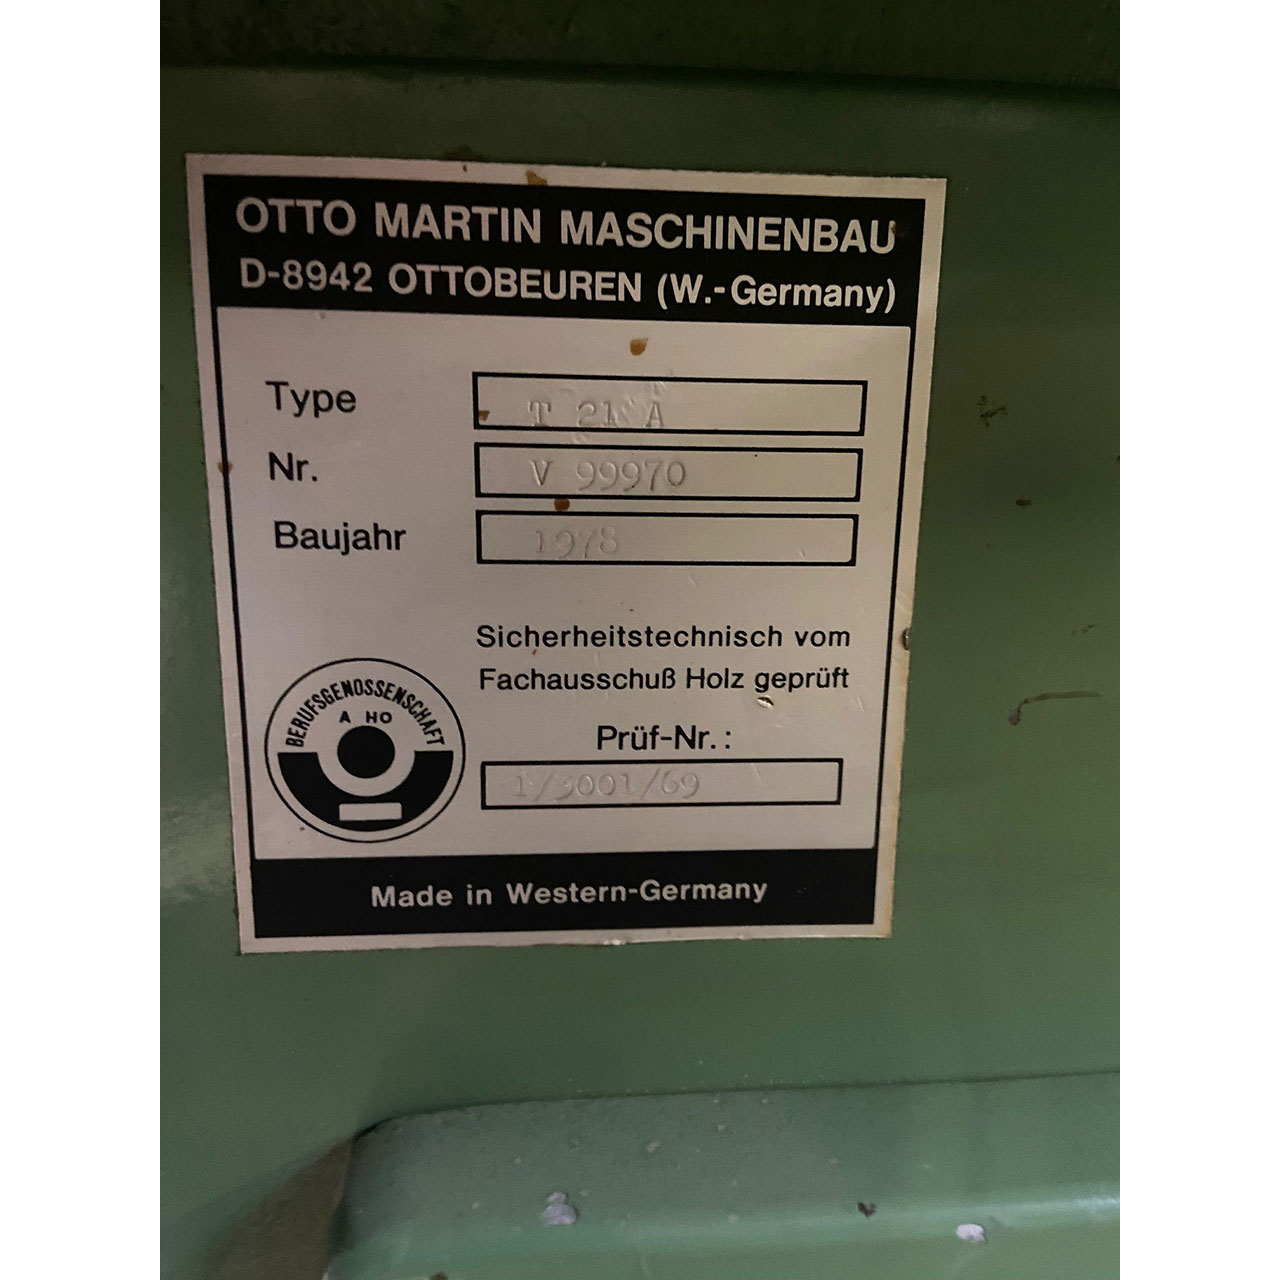 OTTO MARTIN MASCHINENBAU
D-8942 OTTOBEUREN (W.-Germany)
Type T 21 A
Nr. V 99970
Baujahr 1978
Sicherheitstechnisch vom
Fachausschuß Holz geprüft
Prüf-Nr.:
1/3001/69
BERUFSGENOSSENSCHAFT
A HO
Made in Western-Germany